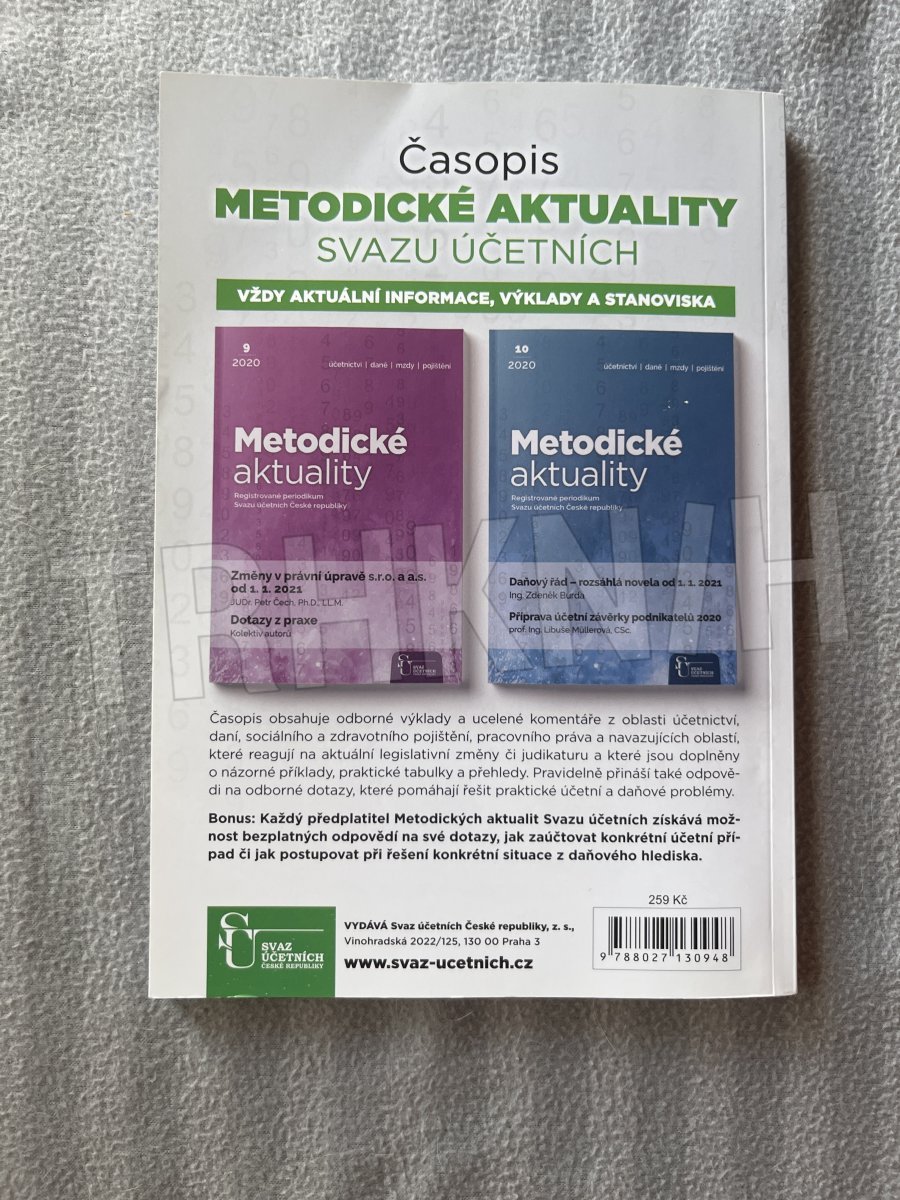 Časopis
METODICKÉ AKTUALITY
SVAZU ÚČETNÍCH
VŽDY AKTUÁLNÍ INFORMACE, VÝKLADY A STANOVISKA
9
2020
účetnictví | daně | mzdy | pojištění
Metodické
aktuality
Registrované periodikum
Svazu účetních České republiky
Změny v právní úpravě s.r.o. a a.s.
od 1. 1. 2021
JUDr. Petr Čech, Ph.D., LL.M.
Dotazy z praxe
Kolektiv autorů
SU SVAZ
ÚČETNÍCH
10
2020
účetnictví | daně | mzdy | pojištění
Metodické
aktuality
Registrované periodikum
Svazu účetních České republiky
Daňový řád – rozsáhlá novela od 1. 1. 2021
Ing. Zdeněk Burda
Příprava účetní závěrky podnikatelů 2020
prof. Ing. Libuše Müllerová, CSc.
SU SVAZ
ÚČETNÍCH
TRHKNIH
Časopis obsahuje odborné výklady a ucelené komentáře z oblasti účetnictví,
daní, sociálního a zdravotního pojištění, pracovního práva a navazujících oblastí,
které reagují na aktuální legislativní změny či judikaturu a které jsou doplněny
o názorné příklady, praktické tabulky a přehledy. Pravidelně přináší také odpově-
di na odborné dotazy, které pomáhají řešit praktické účetní a daňové problémy.
Bonus: Každý předplatitel Metodických aktualit Svazu účetních získává mož-
nost bezplatných odpovědí na své dotazy, jak zaúčtovat konkrétní účetní pří-
pad či jak postupovat při řešení konkrétní situace z daňového hlediska.
SU SVAZ
ÚČETNÍCH
ČESKÉ REPUBLIKY
VYDÁVÁ Svaz účetních České republiky, z. s.,
Vinohradská 2022/125, 130 00 Praha 3
www.svaz-ucetnich.cz
259 Kč
9 788027 130948